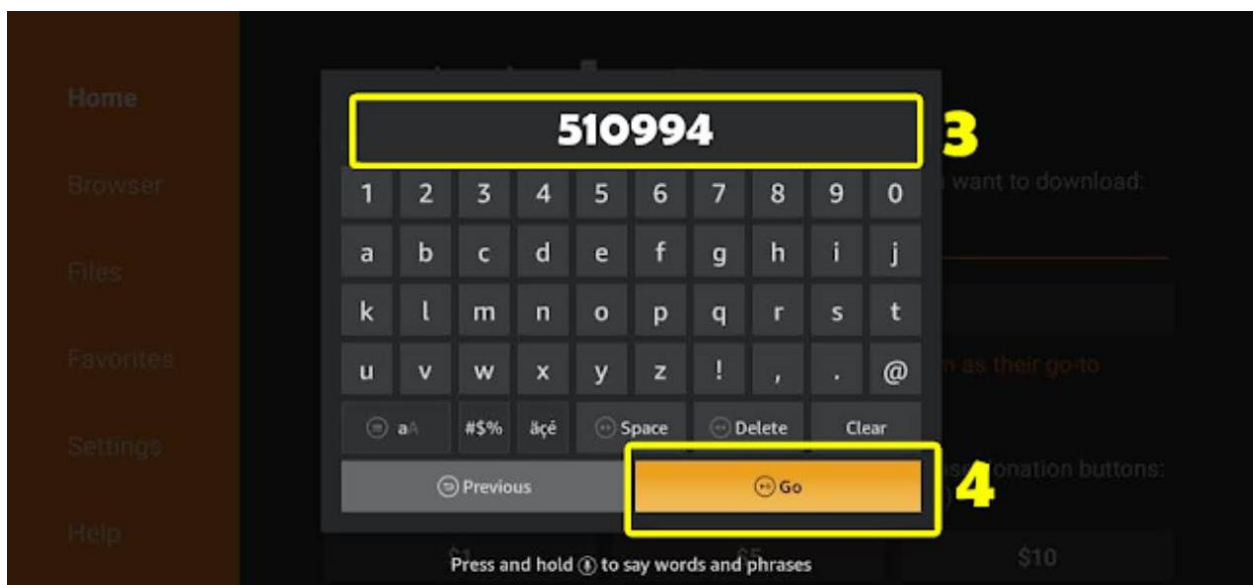 Home
510994
3
Browser
want to download:
1 2 3 4 5 6 7 8 9 0
a b c d e f g h i j
Files
k l m n o p q r s t
Favorites
as their go-to
u v w x y z ! , . @
aA #$% äçé Space Delete Clear
Settings
donation buttons:
Previous Go
4
)
Help
$1 $5 $10
Press and hold to say words and phrases